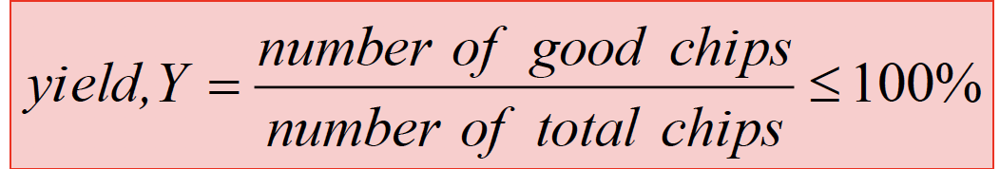 number of good chips
yield, Y = ≤ 100%
number of total chips